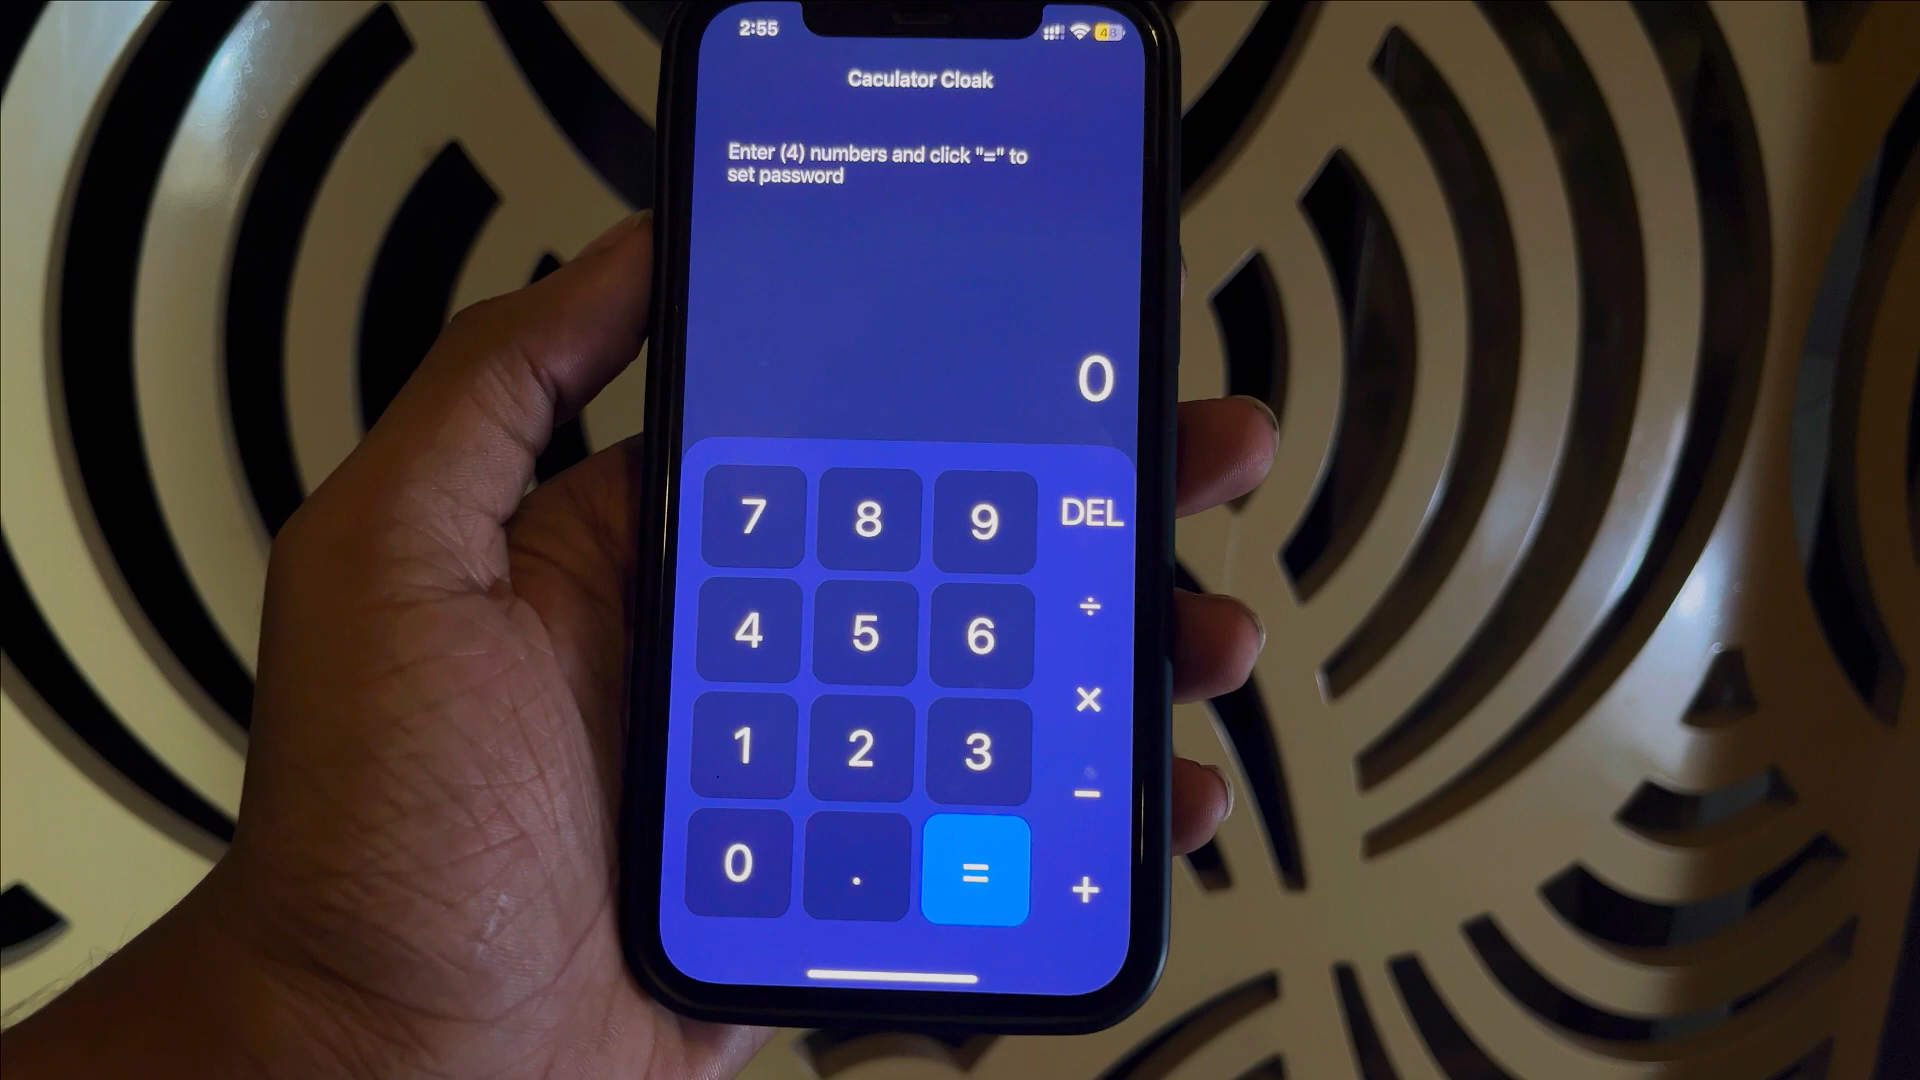 2:55
48
Caculator Cloak
Enter (4) numbers and click "=" to
set password
0
7 8 9 DEL
4 5 6 ÷
×
1 2 3 −
0 . = +